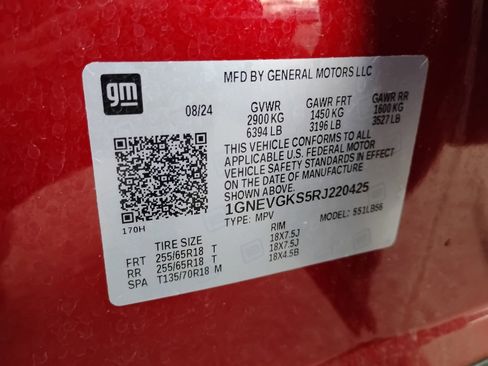 gm
MFD BY GENERAL MOTORS LLC
08/24 GVWR GAWR FRT GAWR RR
2900 KG 1450 KG 1600 KG
6394 LB 3196 LB 3527 LB
THIS VEHICLE CONFORMS TO ALL
APPLICABLE U.S. FEDERAL MOTOR
VEHICLE SAFETY STANDARDS IN EFFECT
ON THE DATE OF MANUFACTURE
SHOWN ABOVE.
1GNEVGKS5RJ220425
170H TYPE: MPV MODEL: 1LB56
TIRE SIZE RIM
FRT 255/65R18 T 18X7.5J
RR 255/65R18 T 18X7.5J
SPA T135/70R18 M 18X4.5B